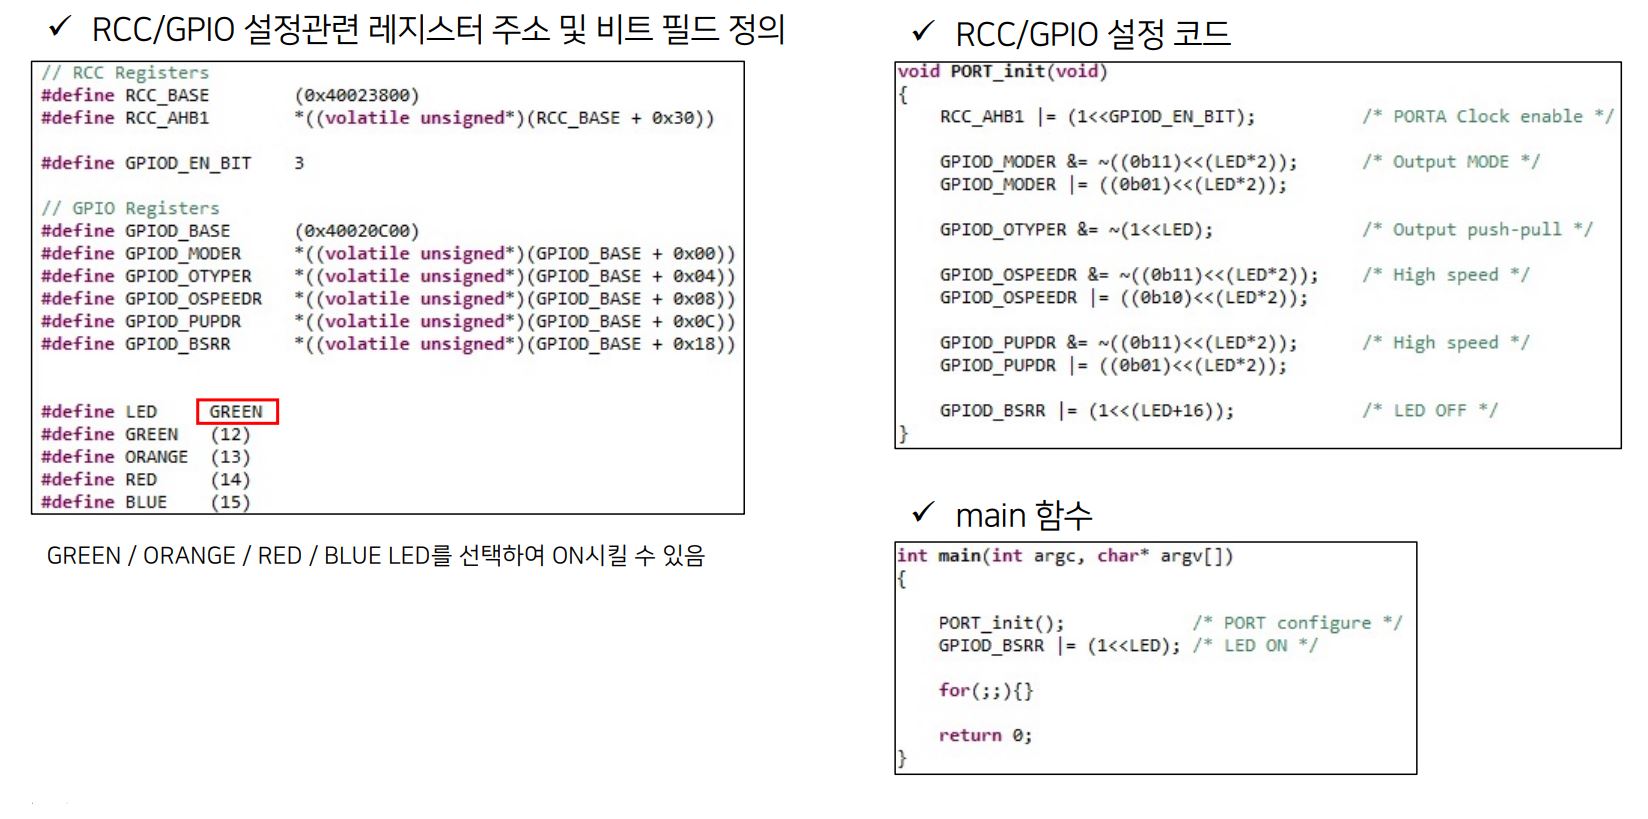 ✓ RCC/GPIO 설정관련 레지스터 주소 및 비트 필드 정의
// RCC Registers
#define RCC_BASE (0x40023800)
#define RCC_AHB1 *((volatile unsigned*)(RCC_BASE + 0x30))
#define GPIOD_EN_BIT 3
// GPIO Registers
#define GPIOD_BASE (0x40020C00)
#define GPIOD_MODER *((volatile unsigned*)(GPIOD_BASE + 0x00))
#define GPIOD_OTYPER *((volatile unsigned*)(GPIOD_BASE + 0x04))
#define GPIOD_OSPEEDR *((volatile unsigned*)(GPIOD_BASE + 0x08))
#define GPIOD_PUPDR *((volatile unsigned*)(GPIOD_BASE + 0x0C))
#define GPIOD_BSRR *((volatile unsigned*)(GPIOD_BASE + 0x18))
#define LED GREEN
#define GREEN (12)
#define ORANGE (13)
#define RED (14)
#define BLUE (15)
GREEN / ORANGE / RED / BLUE LED를 선택하여 ON시킬 수 있음
✓ RCC/GPIO 설정 코드
void PORT_init(void)
{
RCC_AHB1 |= (1<<GPIOD_EN_BIT); /* PORTA Clock enable */
GPIOD_MODER &= ~((0b11)<<(LED*2)); /* Output MODE */
GPIOD_MODER |= ((0b01)<<(LED*2));
GPIOD_OTYPER &= ~(1<<LED); /* Output push-pull */
GPIOD_OSPEEDR &= ~((0b11)<<(LED*2)); /* High speed */
GPIOD_OSPEEDR |= ((0b10)<<(LED*2));
GPIOD_PUPDR &= ~((0b11)<<(LED*2)); /* High speed */
GPIOD_PUPDR |= ((0b01)<<(LED*2));
GPIOD_BSRR |= (1<<(LED+16)); /* LED OFF */
}
✓ main 함수
int main(int argc, char* argv[])
{
PORT_init(); /* PORT configure */
GPIOD_BSRR |= (1<<LED); /* LED ON */
for(;;){}
return 0;
}